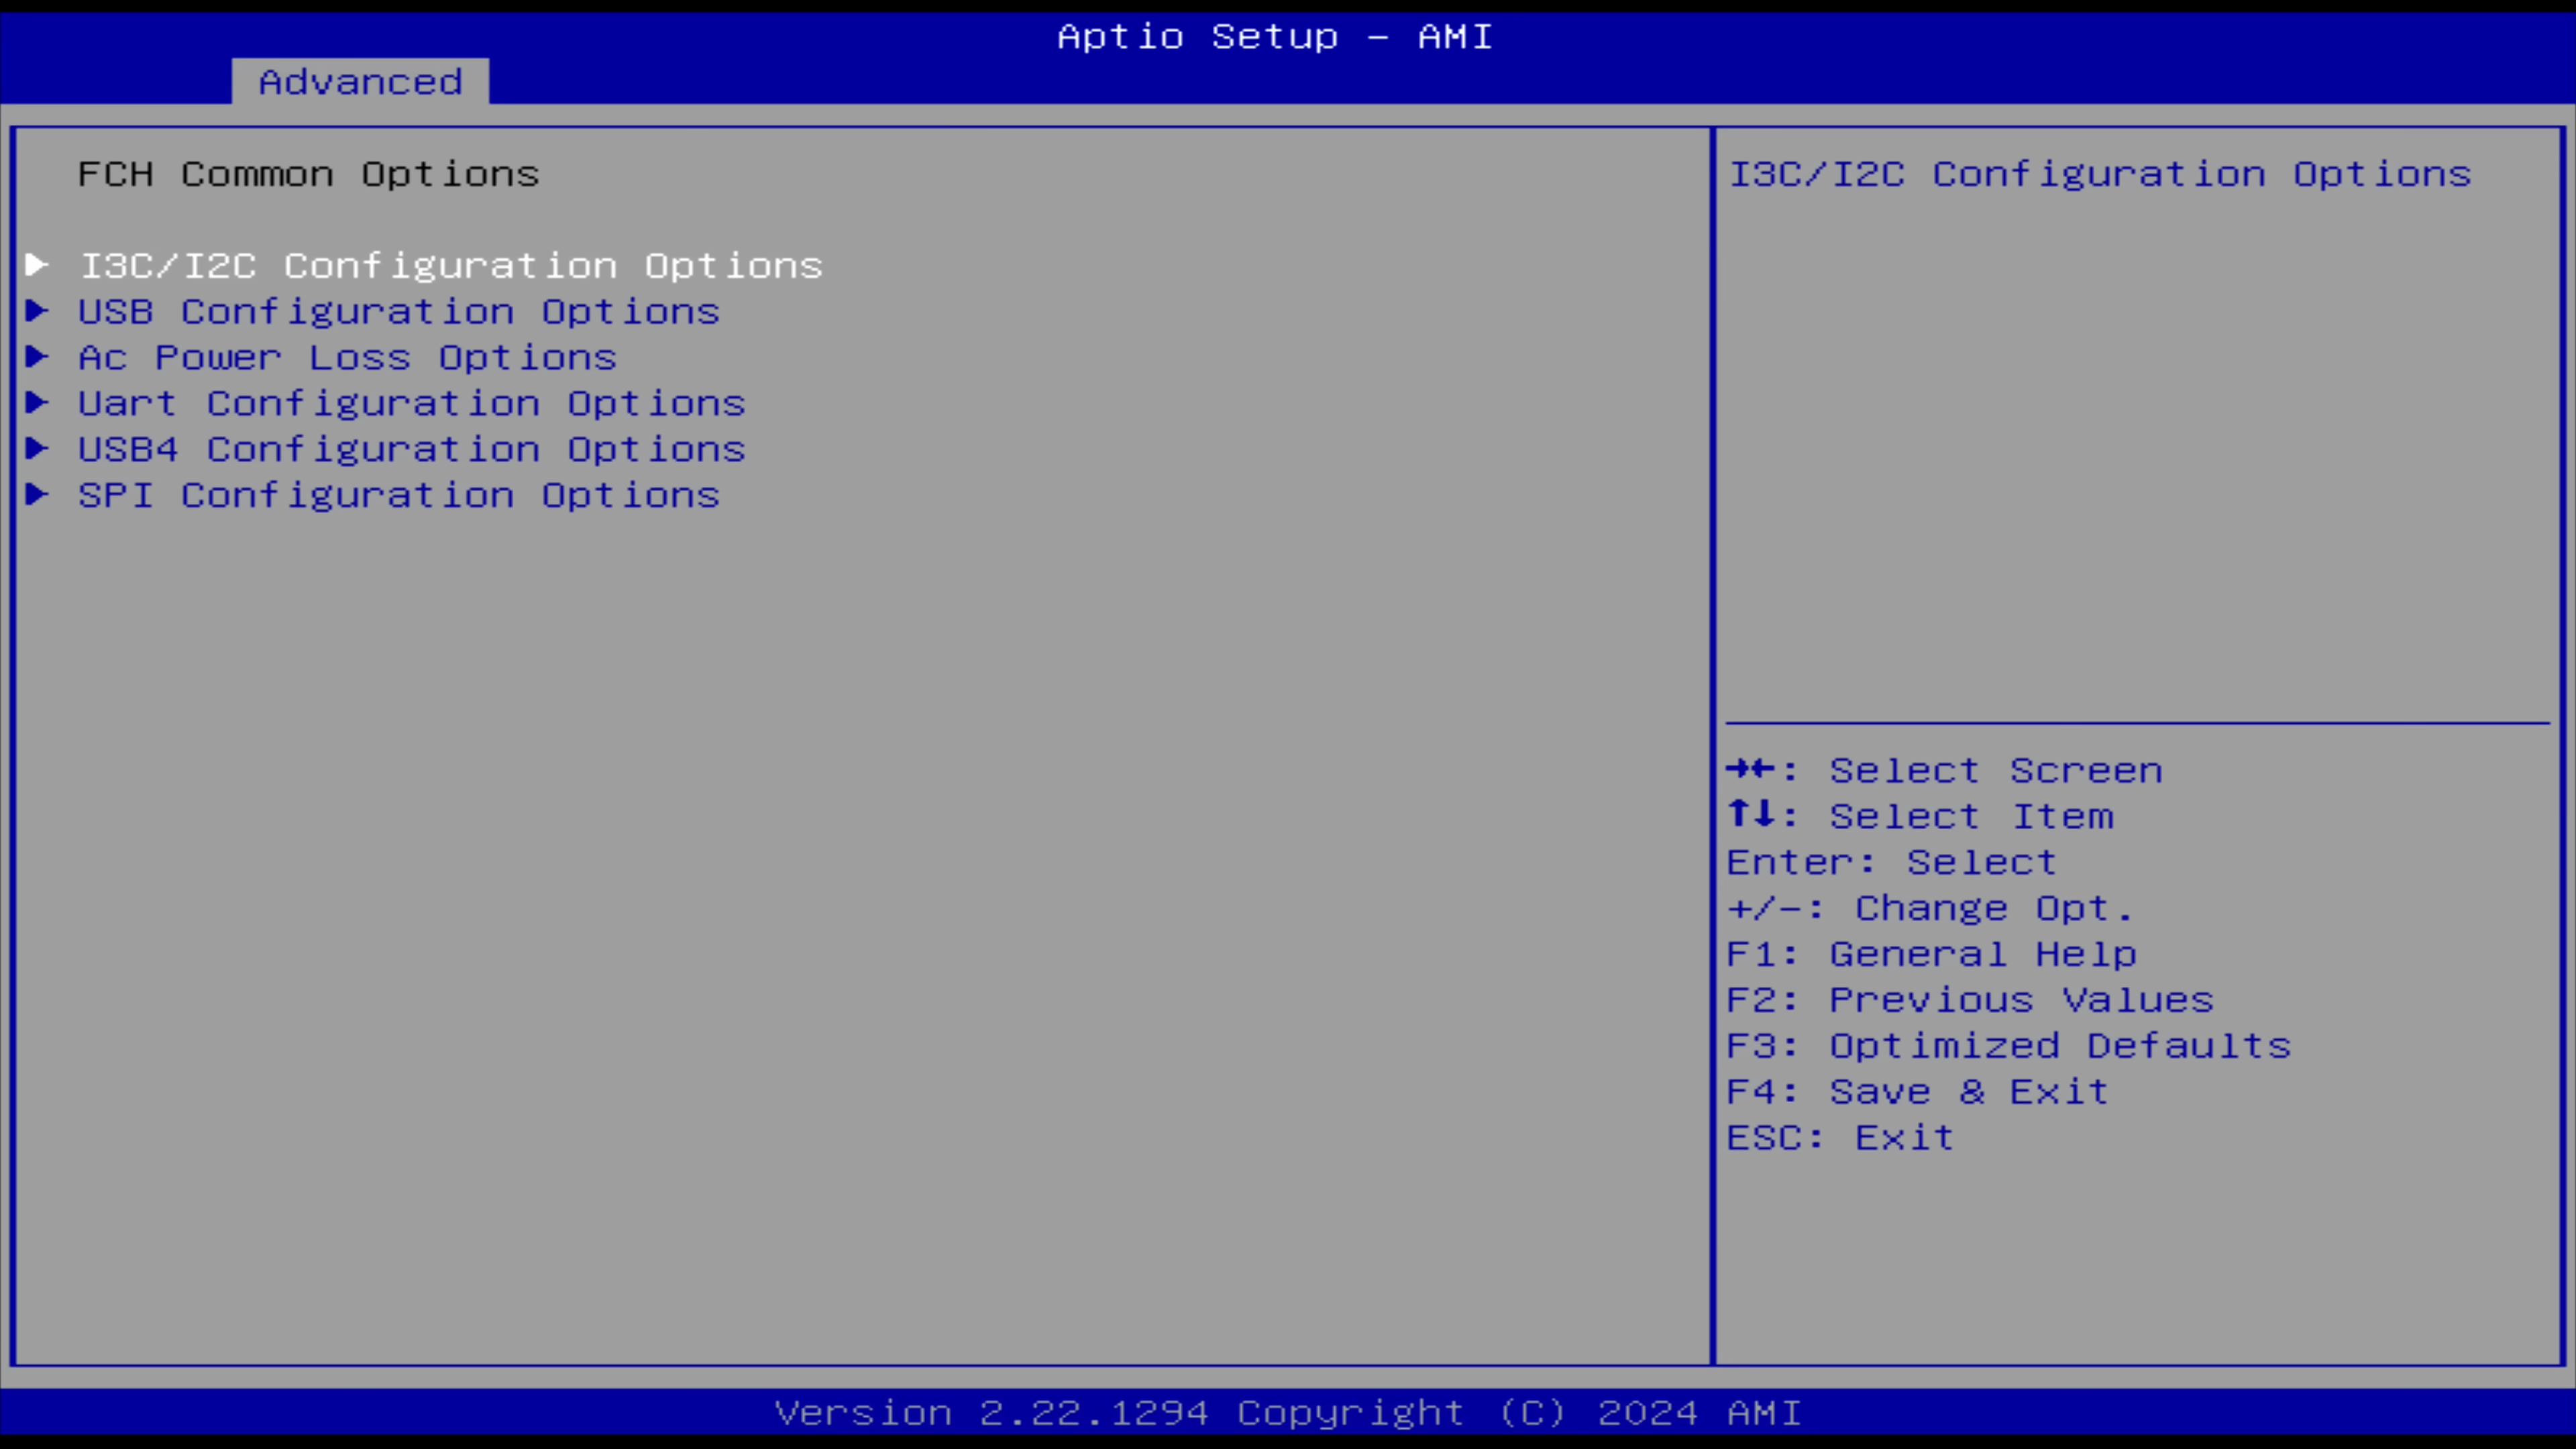 Aptio Setup – AMI
Advanced
FCH Common Options
I3C/I2C Configuration Options
USB Configuration Options
Ac Power Loss Options
Uart Configuration Options
USB4 Configuration Options
SPI Configuration Options
I3C/I2C Configuration Options
→←: Select Screen
↑↓: Select Item
Enter: Select
+/-: Change Opt.
F1: General Help
F2: Previous Values
F3: Optimized Defaults
F4: Save & Exit
ESC: Exit
Version 2.22.1294 Copyright (C) 2024 AMI